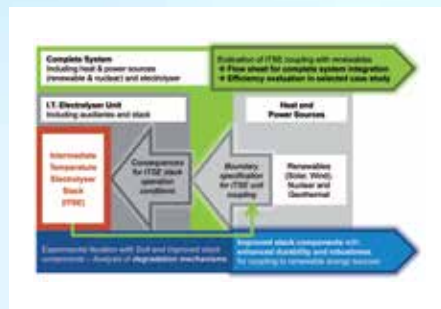 Complete System
Including heat & power sources
(renewable & nuclear) and electrolyser
Evaluation of ITSE coupling with renewables
➔ Flow sheet for complete system integration
➔ Efficiency evaluation in selected case study
I.T. Electrolyser Unit
Including auxiliaries and stack
Heat and
Power Sources
Intermediate
Temperature
Electrolyser
Stack
(ITSE)
Consequences
for ITSE stack
operation
conditions
Boundary
specification
for ITSE unit
coupling
Renewables
(Solar, Wind),
Nuclear and
Geothermal
Experimental iteration with and improved stack
components – Analysis of degradation mechanisms
Improved stack components with
enhanced durability and robustness
for coupling to renewable energy sources